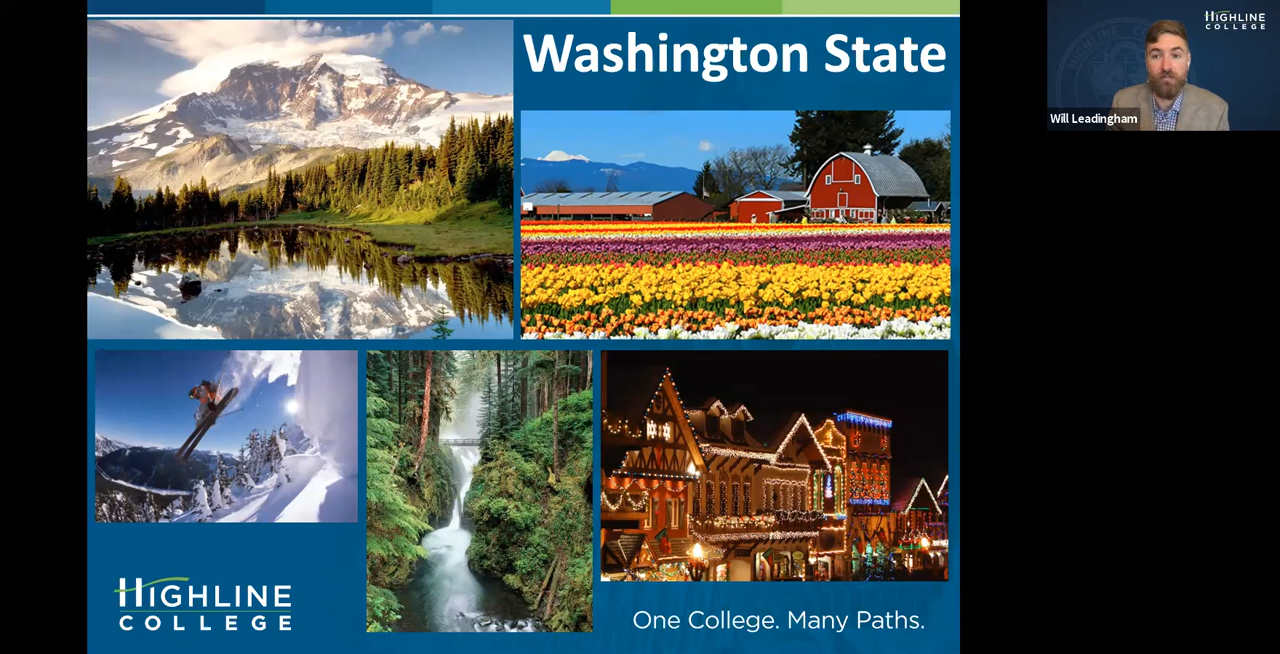 Washington State
HIGHLINE
COLLEGE
Will Leadingham
HIGHLINE
COLLEGE
One College. Many Paths.